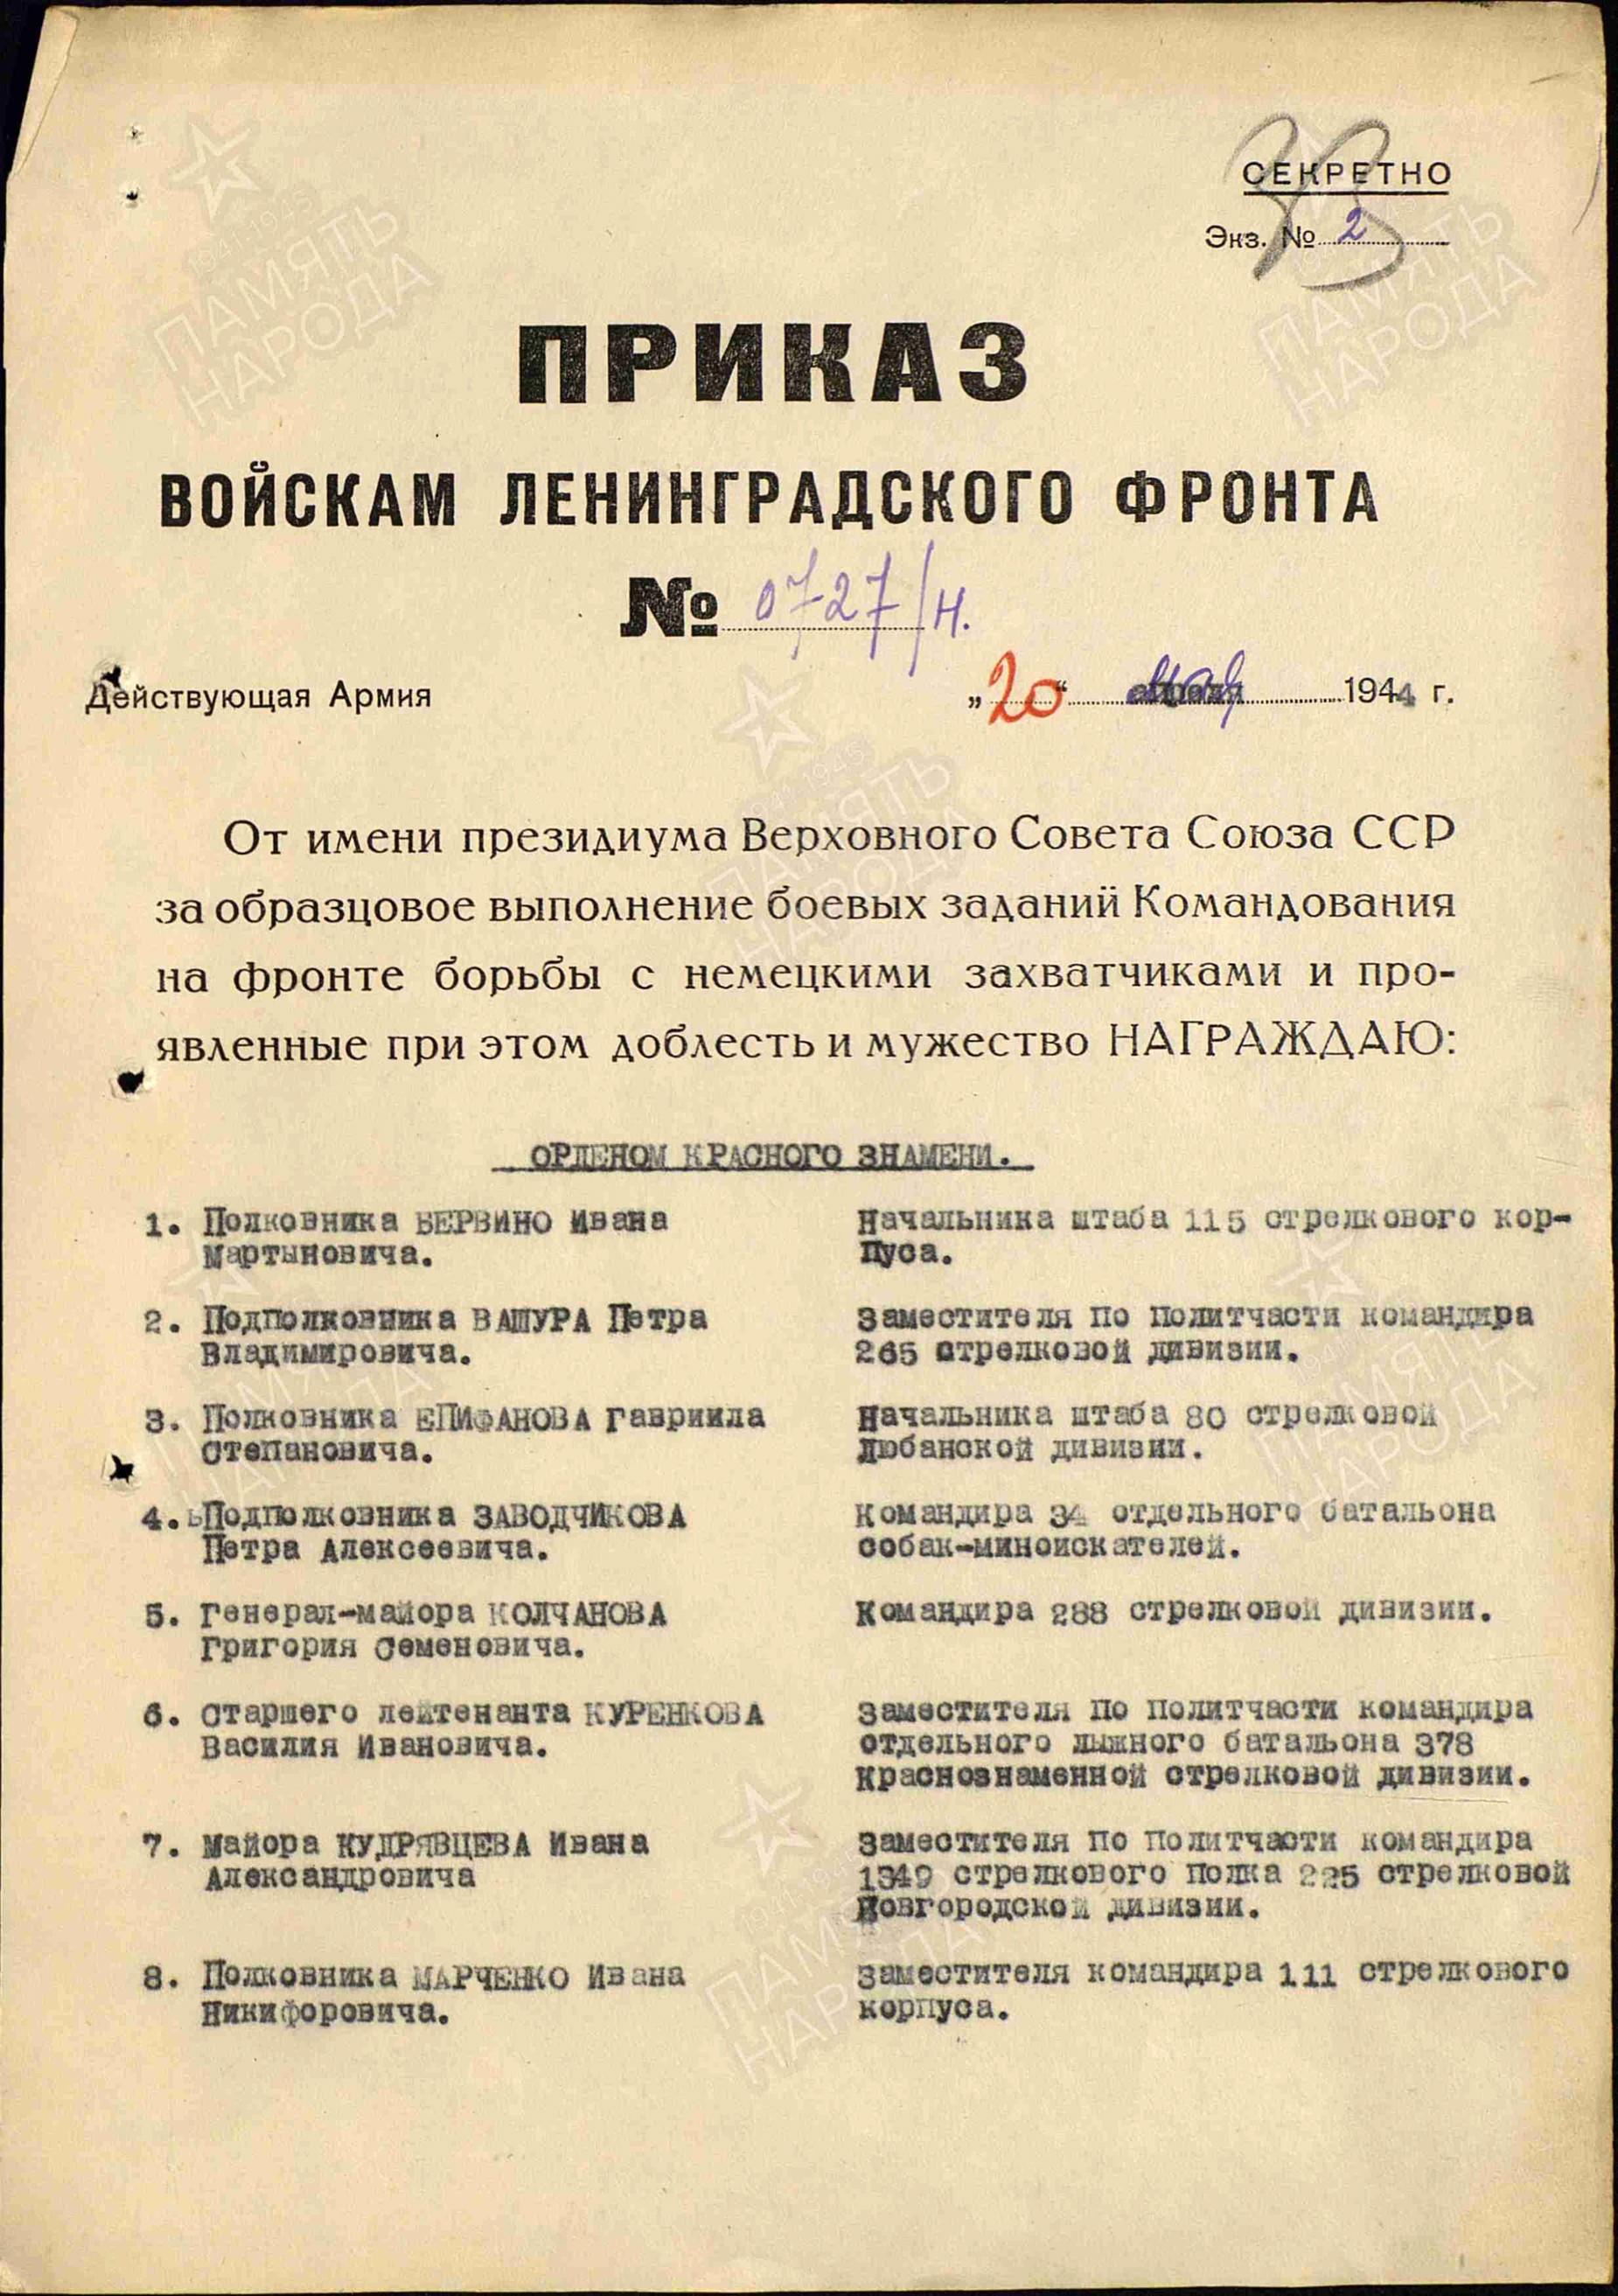 СЕКРЕТНО
Экз. № 2
ПРИКАЗ
ВОЙСКАМ ЛЕНИНГРАДСКОГО ФРОНТА
№ 0727/н.
Действующая Армия
„20“ мая 1944 г.
От имени президиума Верховного Совета Союза ССР
за образцовое выполнение боевых заданий Командования
на фронте борьбы с немецкими захватчиками и про-
явленные при этом доблесть и мужество НАГРАЖДАЮ:
ОРДЕНОМ КРАСНОГО ЗНАМЕНИ.
1. Полковника БЕРВИНО Ивана
Мартыновича.
Начальника штаба 115 стрелкового кор-
пуса.
2. Подполковника ВАШУРА Петра
Владимировича.
Заместителя по политчасти командира
265 стрелковой дивизии.
3. Полковника ЕПИФАНОВА Гавриила
Степановича.
Начальника штаба 80 стрелковой
Любанской дивизии.
4. Подполковника ЗАВОДЧИКОВА
Петра Алексеевича.
Командира 34 отдельного батальона
собак-миноискателей.
5. Генерал-майора КОЛЧАНОВА
Григория Семеновича.
Командира 288 стрелковой дивизии.
6. Старшего лейтенанта КУРЕНКОВА
Василия Ивановича.
Заместителя по политчасти командира
отдельного лыжного батальона 378
Краснознаменной стрелковой дивизии.
7. Майора КУДРЯВЦЕВА Ивана
Александровича
Заместителя по политчасти командира
1349 стрелкового полка 225 стрелковой
Новгородской дивизии.
8. Полковника МАРЧЕНКО Ивана
Никифоровича.
Заместителя командира 111 стрелкового
корпуса.
ПАМЯТЬ
НАРОДА